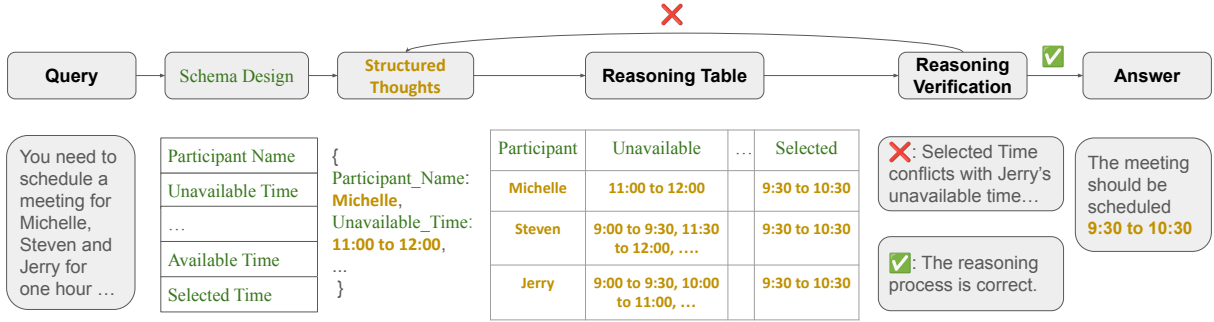 Query
Schema Design
Structured
Thoughts
Reasoning Table
Reasoning
Verification
Answer
You need to
schedule a
meeting for
Michelle,
Steven and
Jerry for
one hour ...
Participant Name
Unavailable Time
...
Available Time
Selected Time
{
Participant_Name:
Michelle,
Unavailable_Time:
11:00 to 12:00,
...
}
Participant Unavailable ... Selected
Michelle 11:00 to 12:00 9:30 to 10:30
Steven 9:00 to 9:30, 11:30
to 12:00, .... 9:30 to 10:30
Jerry 9:00 to 9:30, 10:00
to 11:00, ... 9:30 to 10:30
❌: Selected Time
conflicts with Jerry's
unavailable time...
✅: The reasoning
process is correct.
The meeting
should be
scheduled
9:30 to 10:30